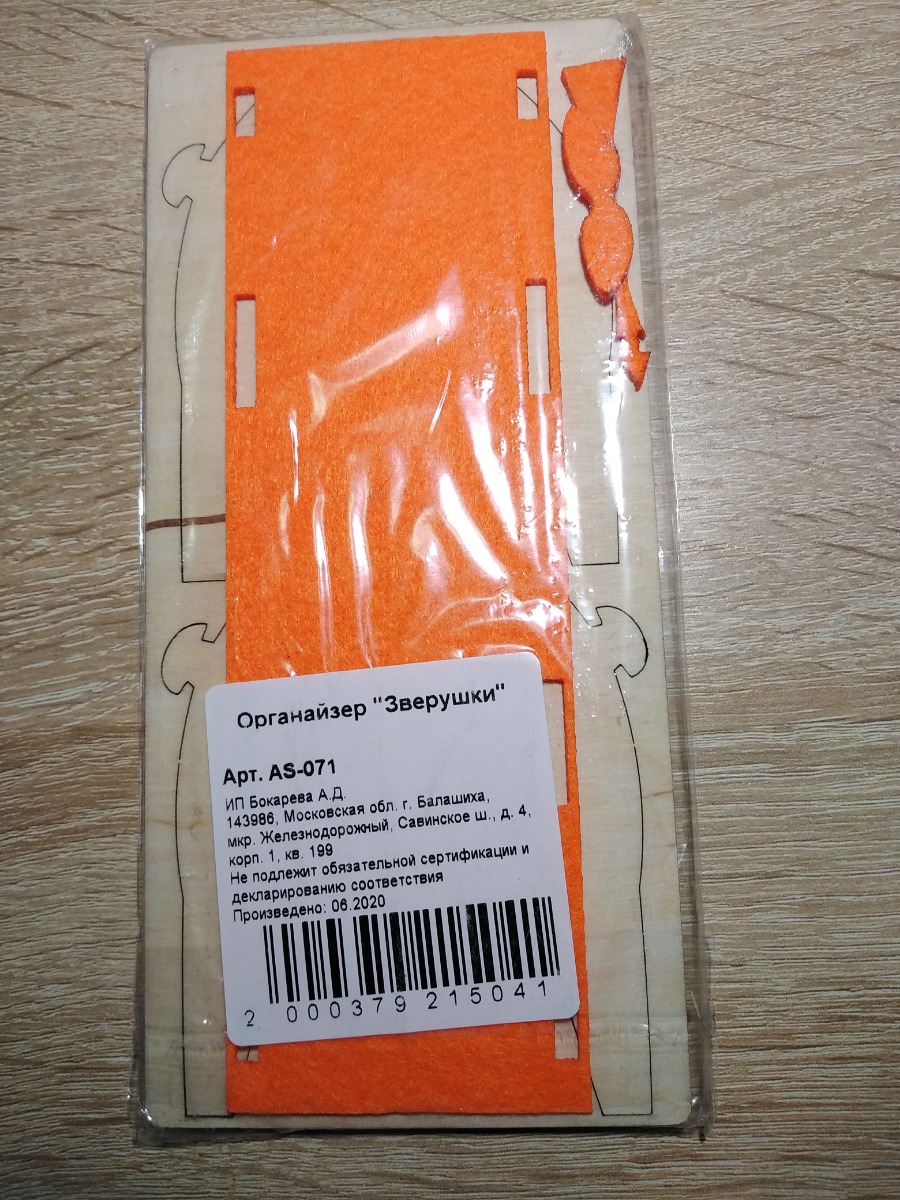 Органайзер "Зверушки"
Арт. AS-071
ИП Бокарева А.Д.
143986, Московская обл. г. Балашиха,
мкр. Железнодорожный, Савинское ш., д. 4,
корп. 1, кв. 199
Не подлежит обязательной сертификации и
декларированию соответствия
Произведено: 06.2020
2 000379 215041